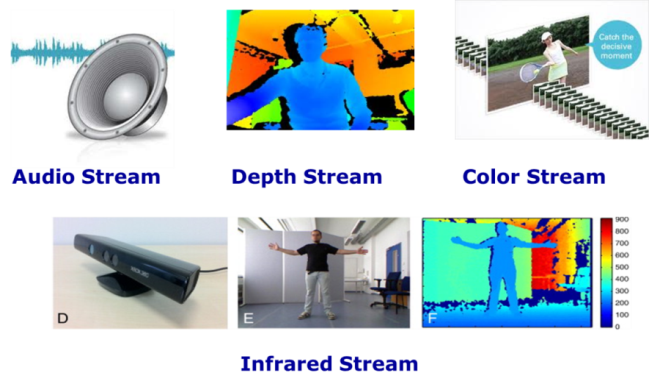 Catch the
decisive
moment
Audio Stream
Depth Stream
Color Stream
D
E
F
900
800
700
600
500
400
300
200
100
0
Infrared Stream